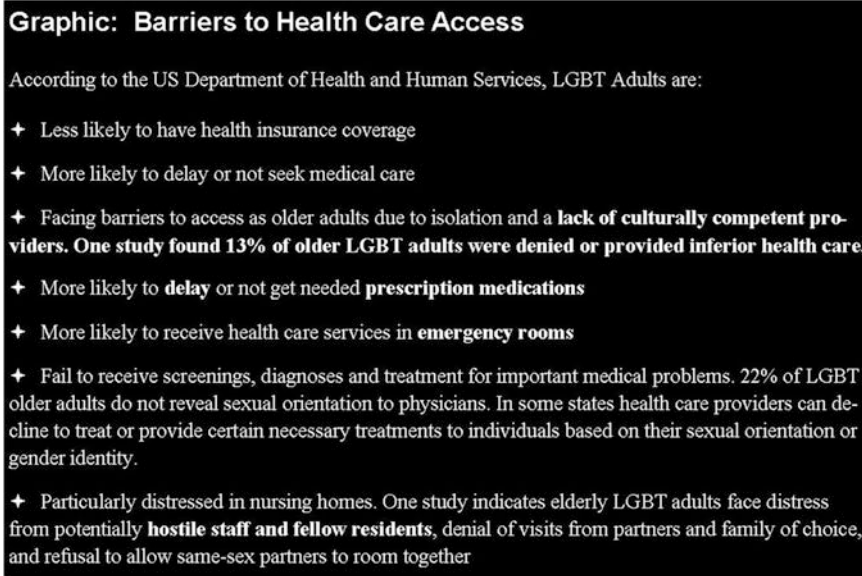 Graphic:  Barriers to Health Care Access
According to the US Department of Health and Human Services, LGBT Adults are:
✦ Less likely to have health insurance coverage
✦ More likely to delay or not seek medical care
✦ Facing barriers to access as older adults due to isolation and a lack of culturally competent pro-
viders. One study found 13% of older LGBT adults were denied or provided inferior health care.
✦ More likely to delay or not get needed prescription medications
✦ More likely to receive health care services in emergency rooms
✦ Fail to receive screenings, diagnoses and treatment for important medical problems. 22% of LGBT
older adults do not reveal sexual orientation to physicians. In some states health care providers can de-
cline to treat or provide certain necessary treatments to individuals based on their sexual orientation or
gender identity.
✦ Particularly distressed in nursing homes. One study indicates elderly LGBT adults face distress
from potentially hostile staff and fellow residents, denial of visits from partners and family of choice,
and refusal to allow same-sex partners to room together